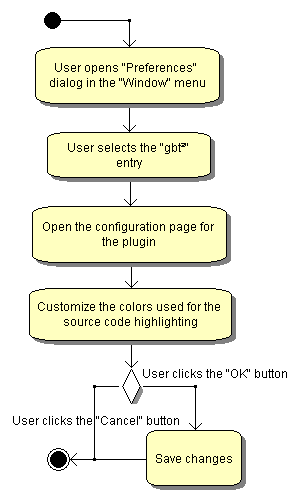 User opens "Preferences"
dialog in the "Window" menu
User selects the "gbt²"
entry
Open the configuration page for
the plugin
Customize the colors used for the
source code highlighting
User clicks the "OK" button
User clicks the "Cancel" button
Save changes